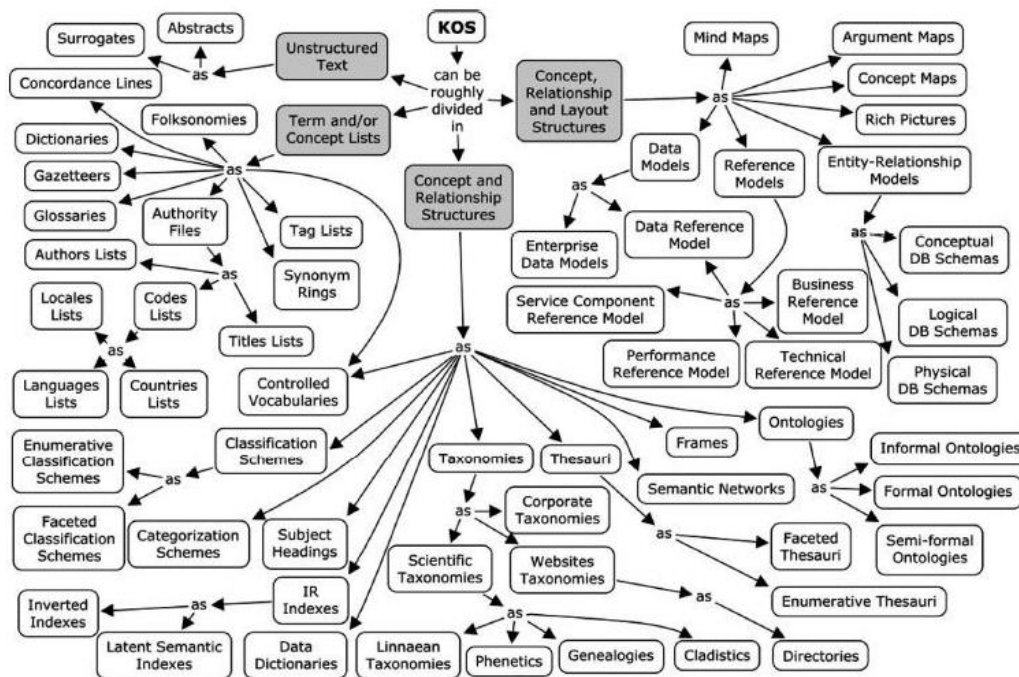 KOS
can be
roughly
divided
in
Unstructured
Text
as
Surrogates
Abstracts
Term and/or
Concept Lists
as
Concordance Lines
Folksonomies
Dictionaries
Gazetteers
Glossaries
Authority
Files
Tag Lists
Synonym
Rings
as
Authors Lists
Codes
Lists
Titles Lists
as
Locales
Lists
Languages
Lists
Countries
Lists
Controlled
Vocabularies
Concept,
Relationship
and Layout
Structures
as
Mind Maps
Argument Maps
Concept Maps
Rich Pictures
Data
Models
Reference
Models
Entity-Relationship
Models
as
Enterprise
Data Models
Data Reference
Model
as
Service Component
Reference Model
Business
Reference
Model
Performance
Reference Model
Technical
Reference Model
as
Conceptual
DB Schemas
Logical
DB Schemas
Physical
DB Schemas
Concept and
Relationship
Structures
as
Classification
Schemes
as
Enumerative
Classification
Schemes
Faceted
Classification
Schemes
Categorization
Schemes
Subject
Headings
IR
Indexes
as
Inverted
Indexes
Latent Semantic
Indexes
Data
Dictionaries
Taxonomies
as
Corporate
Taxonomies
Scientific
Taxonomies
Websites
Taxonomies
as
Linnaean
Taxonomies
Phenetics
Genealogies
Cladistics
as
Directories
Thesauri
as
Faceted
Thesauri
Enumerative Thesauri
Semantic Networks
Frames
Ontologies
as
Informal Ontologies
Formal Ontologies
Semi-formal
Ontologies